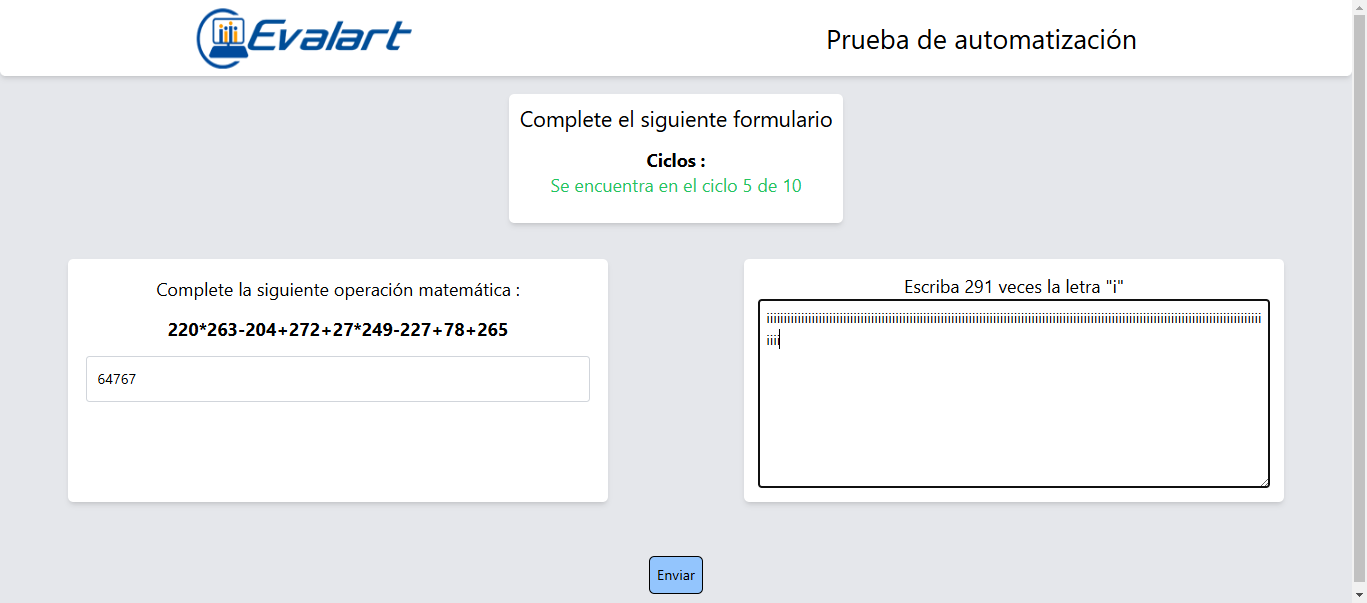 Evalart
Prueba de automatización
Complete el siguiente formulario
Ciclos :
Se encuentra en el ciclo 5 de 10
Complete la siguiente operación matemática :
220*263-204+272+27*249-227+78+265
64767
Escriba 291 veces la letra "i"
iiii
Enviar